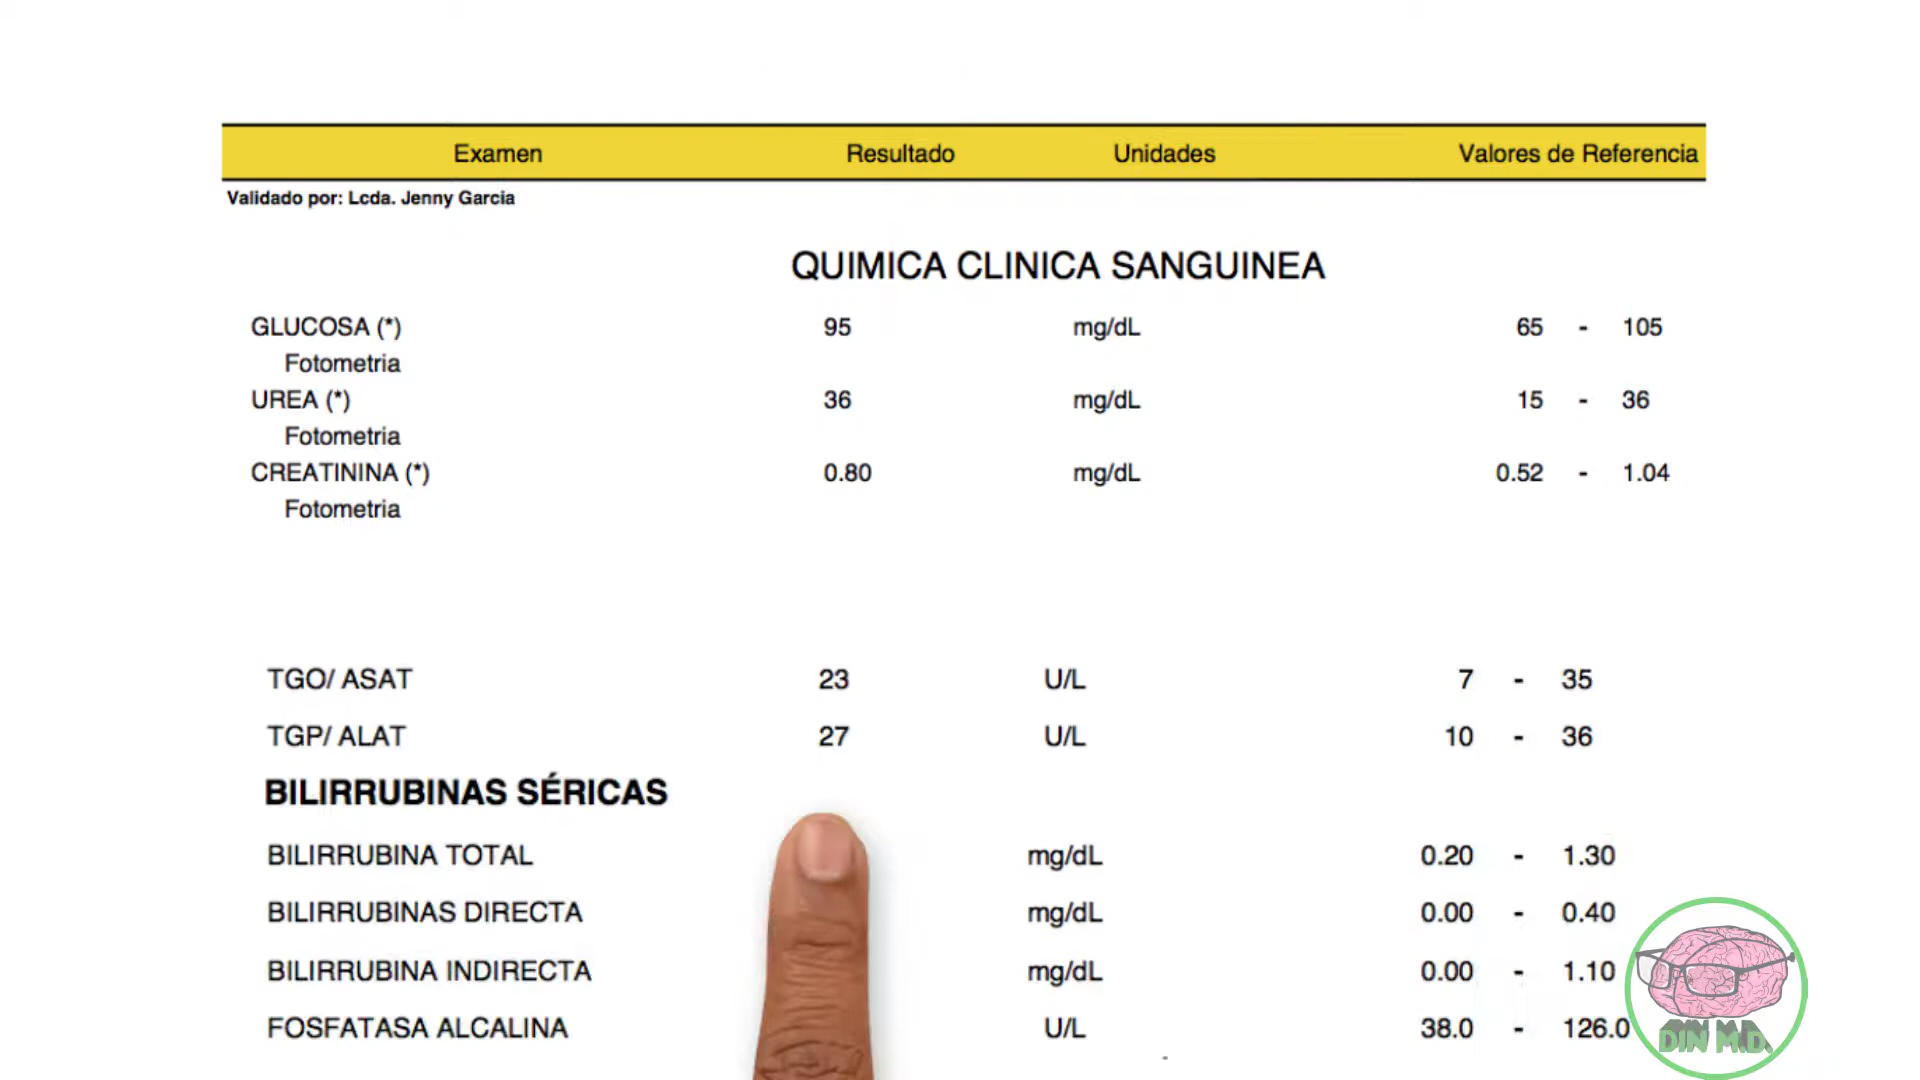 Examen Resultado Unidades Valores de Referencia
Validado por: Lcda. Jenny Garcia
QUIMICA CLINICA SANGUINEA
GLUCOSA (*) 95 mg/dL 65 - 105
Fotometria
UREA (*) 36 mg/dL 15 - 36
Fotometria
CREATININA (*) 0.80 mg/dL 0.52 - 1.04
Fotometria
TGO/ ASAT 23 U/L 7 - 35
TGP/ ALAT 27 U/L 10 - 36
BILIRRUBINAS SÉRICAS
BILIRRUBINA TOTAL mg/dL 0.20 - 1.30
BILIRRUBINAS DIRECTA mg/dL 0.00 - 0.40
BILIRRUBINA INDIRECTA mg/dL 0.00 - 1.10
FOSFATASA ALCALINA U/L 38.0 - 126.0
DIN M.D.